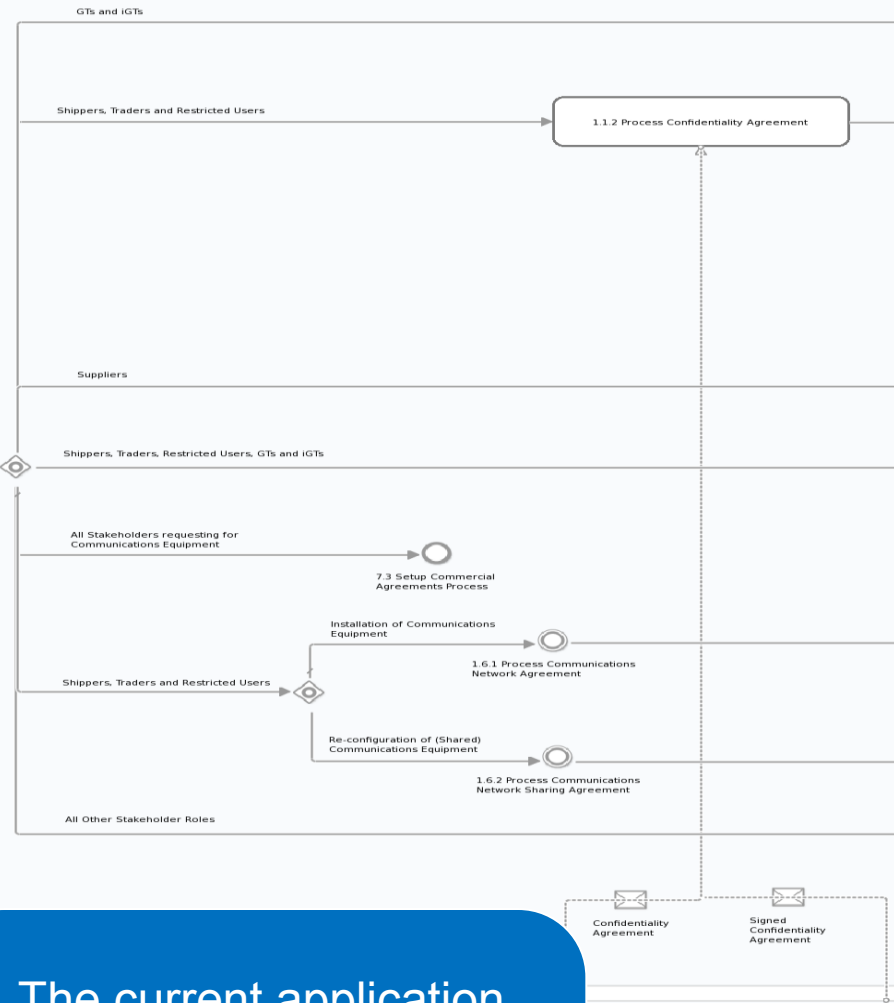 GTs and iGTs
Shippers, Traders and Restricted Users
1.1.2 Process Confidentiality Agreement
Suppliers
Shippers, Traders, Restricted Users, GTs and iGTs
All Stakeholders requesting for
Communications Equipment
7.3 Setup Commercial
Agreements Process
Installation of Communications
Equipment
1.6.1 Process Communications
Network Agreement
Shippers, Traders and Restricted Users
Re-configuration of (Shared)
Communications Equipment
1.6.2 Process Communications
Network Sharing Agreement
All Other Stakeholder Roles
Confidentiality
Agreement
Signed
Confidentiality
Agreement
The current application